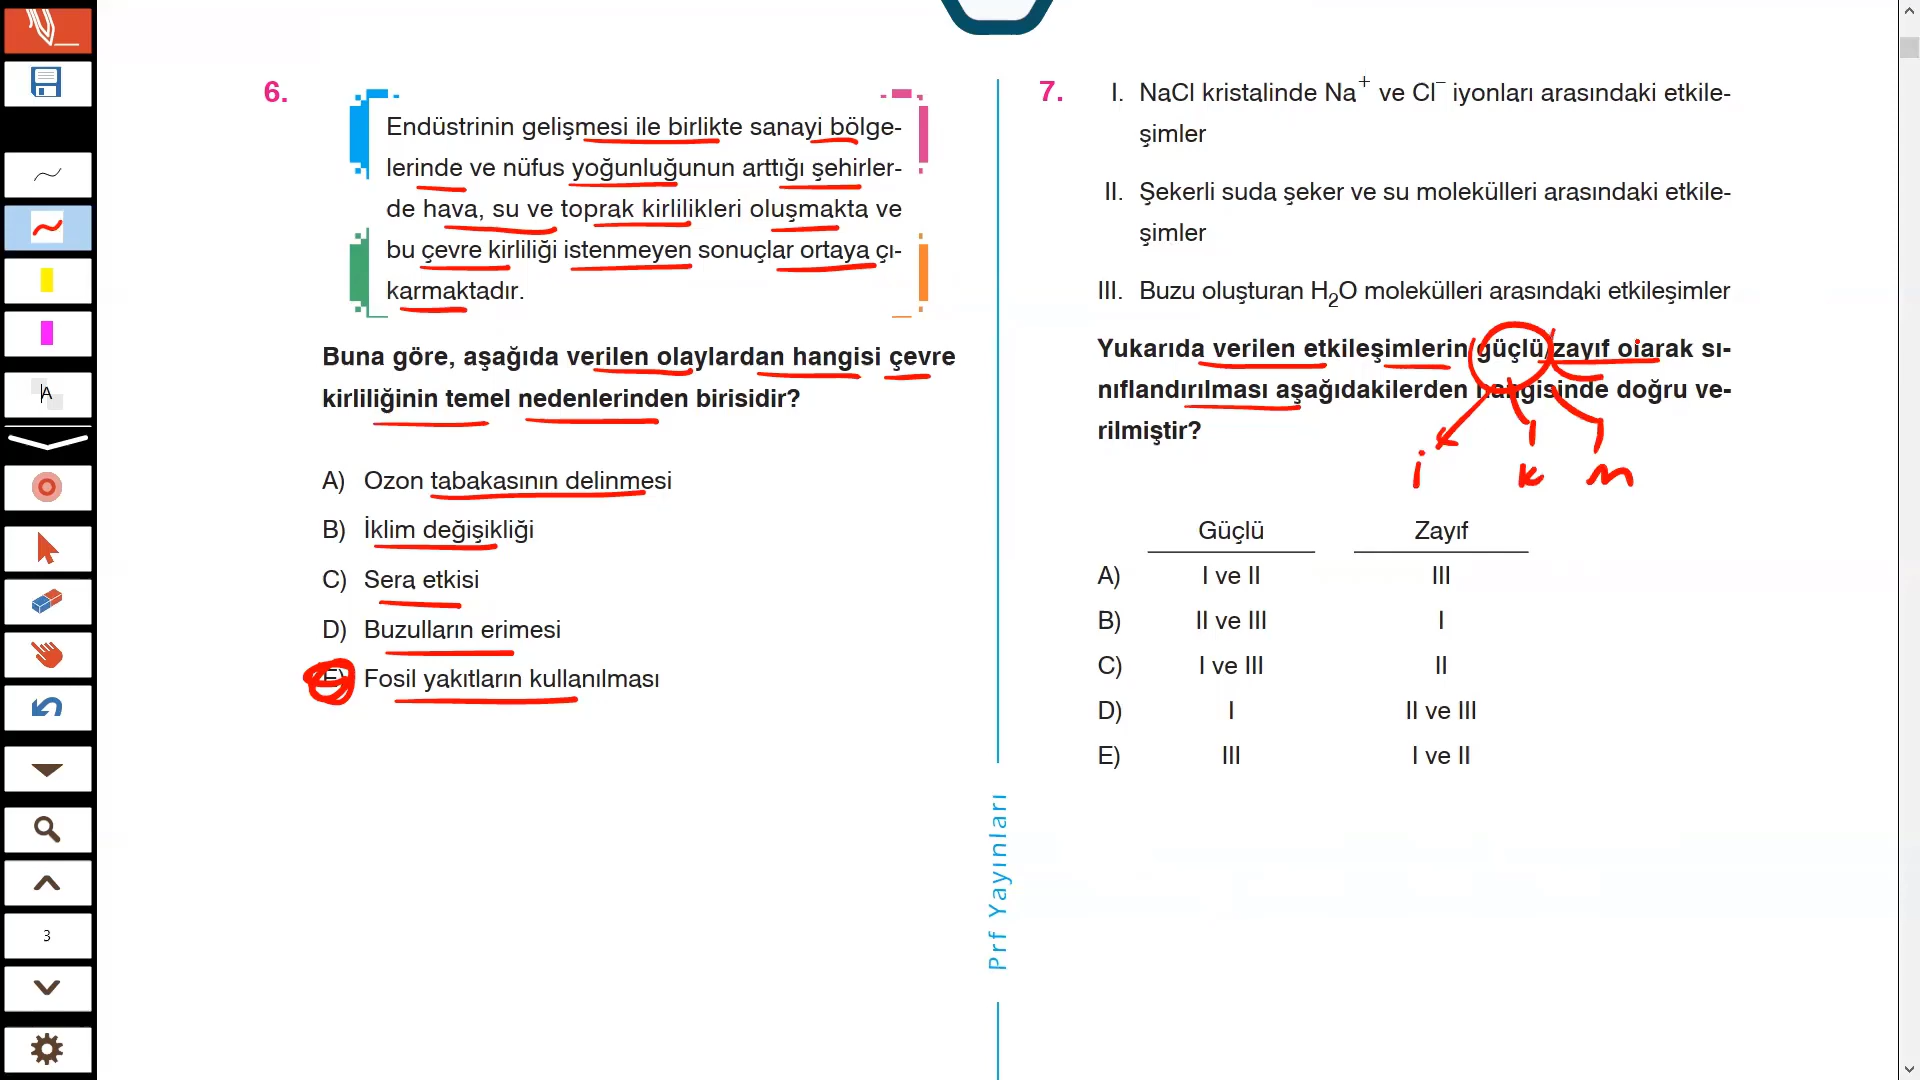 6.
Endüstrinin gelişmesi ile birlikte sanayi bölge-
lerinde ve nüfus yoğunluğunun arttığı şehirler-
de hava, su ve toprak kirlilikleri oluşmakta ve
bu çevre kirliliği istenmeyen sonuçlar ortaya çı-
karmaktadır.
Buna göre, aşağıda verilen olaylardan hangisi çevre
kirliliğinin temel nedenlerinden birisidir?
A) Ozon tabakasının delinmesi
B) İklim değişikliği
C) Sera etkisi
D) Buzulların erimesi
E) Fosil yakıtların kullanılması
7.
I. NaCl kristalinde Na⁺ ve Cl⁻ iyonları arasındaki etkile-
şimler
II. Şekerli suda şeker ve su molekülleri arasındaki etkile-
şimler
III. Buzu oluşturan H₂O molekülleri arasındaki etkileşimler
Yukarıda verilen etkileşimlerin güçlü/zayıf olarak sı-
nıflandırılması aşağıdakilerden hangisinde doğru ve-
rilmiştir?
i k m
Güçlü Zayıf
A) I ve II III
B) II ve III I
C) I ve III II
D) I II ve III
E) III I ve II
Prf Yayınları
A
3